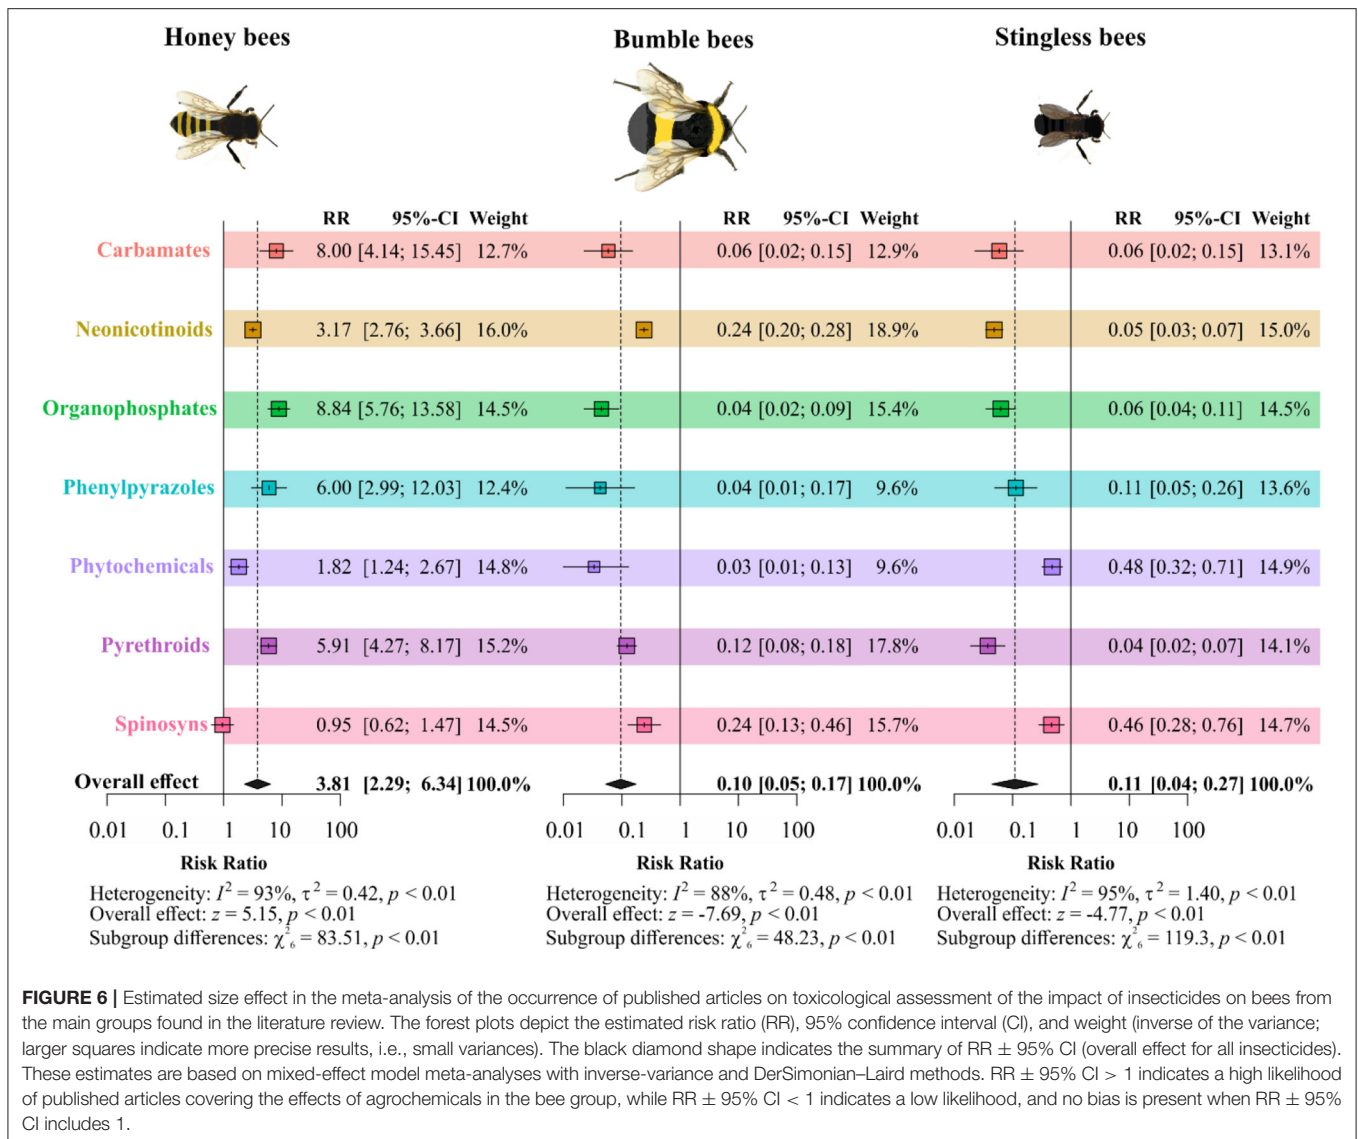 Honey bees Bumble bees Stingless bees
RR 95%-CI Weight RR 95%-CI Weight RR 95%-CI Weight
Carbamates 8.00 [4.14; 15.45] 12.7% 0.06 [0.02; 0.15] 12.9% 0.06 [0.02; 0.15] 13.1%
Neonicotinoids 3.17 [2.76; 3.66] 16.0% 0.24 [0.20; 0.28] 18.9% 0.05 [0.03; 0.07] 15.0%
Organophosphates 8.84 [5.76; 13.58] 14.5% 0.04 [0.02; 0.09] 15.4% 0.06 [0.04; 0.11] 14.5%
Phenylpyrazoles 6.00 [2.99; 12.03] 12.4% 0.04 [0.01; 0.17] 9.6% 0.11 [0.05; 0.26] 13.6%
Phytochemicals 1.82 [1.24; 2.67] 14.8% 0.03 [0.01; 0.13] 9.6% 0.48 [0.32; 0.71] 14.9%
Pyrethroids 5.91 [4.27; 8.17] 15.2% 0.12 [0.08; 0.18] 17.8% 0.04 [0.02; 0.07] 14.1%
Spinosyns 0.95 [0.62; 1.47] 14.5% 0.24 [0.13; 0.46] 15.7% 0.46 [0.28; 0.76] 14.7%
Overall effect 3.81 [2.29; 6.34] 100.0% 0.10 [0.05; 0.17] 100.0% 0.11 [0.04; 0.27] 100.0%
0.01 0.1 1 10 100 0.01 0.1 1 10 100 0.01 0.1 1 10 100
Risk Ratio Risk Ratio Risk Ratio
Heterogeneity: I² = 93%, τ² = 0.42, p < 0.01 Heterogeneity: I² = 88%, τ² = 0.48, p < 0.01 Heterogeneity: I² = 95%, τ² = 1.40, p < 0.01
Overall effect: z = 5.15, p < 0.01 Overall effect: z = -7.69, p < 0.01 Overall effect: z = -4.77, p < 0.01
Subgroup differences: χ²₆ = 83.51, p < 0.01 Subgroup differences: χ²₆ = 48.23, p < 0.01 Subgroup differences: χ²₆ = 119.3, p < 0.01
FIGURE 6 | Estimated size effect in the meta-analysis of the occurrence of published articles on toxicological assessment of the impact of insecticides on bees from
the main groups found in the literature review. The forest plots depict the estimated risk ratio (RR), 95% confidence interval (CI), and weight (inverse of the variance;
larger squares indicate more precise results, i.e., small variances). The black diamond shape indicates the summary of RR ± 95% CI (overall effect for all insecticides).
These estimates are based on mixed-effect model meta-analyses with inverse-variance and DerSimonian–Laird methods. RR ± 95% CI > 1 indicates a high likelihood
of published articles covering the effects of agrochemicals in the bee group, while RR ± 95% CI < 1 indicates a low likelihood, and no bias is present when RR ± 95%
CI includes 1.